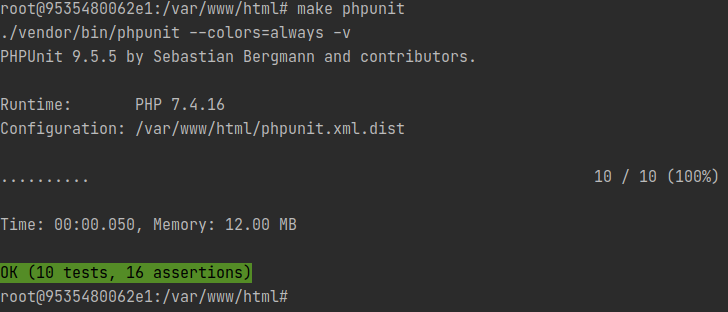 root@9535480062e1:/var/www/html# make phpunit
./vendor/bin/phpunit --colors=always -v
PHPUnit 9.5.5 by Sebastian Bergmann and contributors.
Runtime:       PHP 7.4.16
Configuration: /var/www/html/phpunit.xml.dist
..........                                                        10 / 10 (100%)
Time: 00:00.050, Memory: 12.00 MB
OK (10 tests, 16 assertions)
root@9535480062e1:/var/www/html#